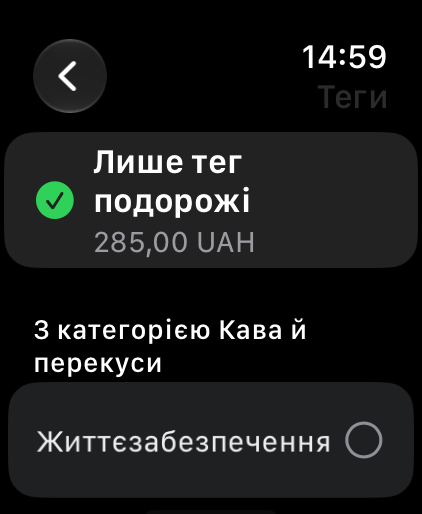 14:59
Теги
Лише тег
подорожі
285,00 UAH
З категорією Кава й
перекуси
Життєзабезпечення